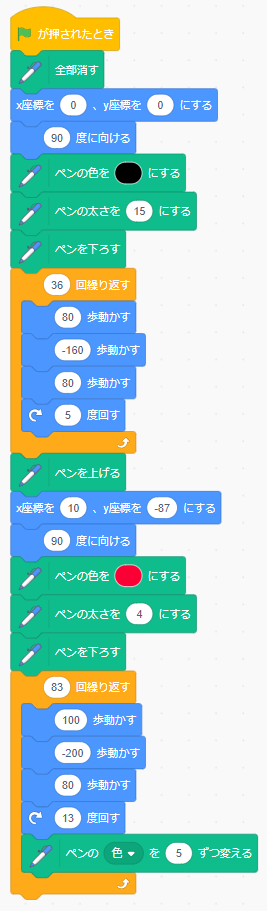 が押されたとき
全部消す
x座標を 0 、y座標を 0 にする
90 度に向ける
ペンの色を にする
ペンの太さを 15 にする
ペンを下ろす
36 回繰り返す
80 歩動かす
-160 歩動かす
80 歩動かす
5 度回す
ペンを上げる
x座標を 10 、y座標を -87 にする
90 度に向ける
ペンの色を にする
ペンの太さを 4 にする
ペンを下ろす
83 回繰り返す
100 歩動かす
-200 歩動かす
80 歩動かす
13 度回す
ペンの 色 を 5 ずつ変える